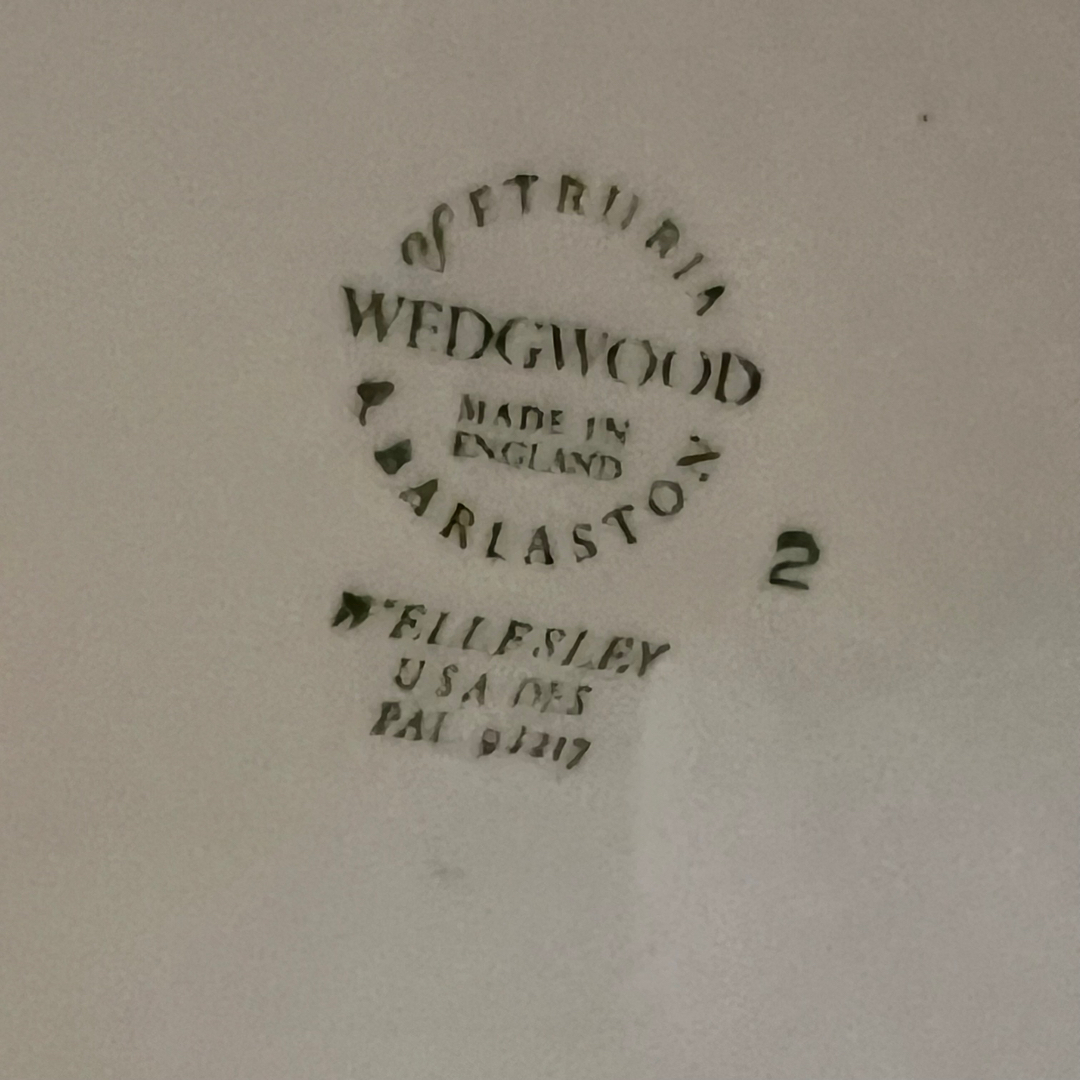 of ETRURIA
WEDGWOOD
MADE IN
ENGLAND
& BARLASTON
2
WELLESLEY
USA DES
PAT